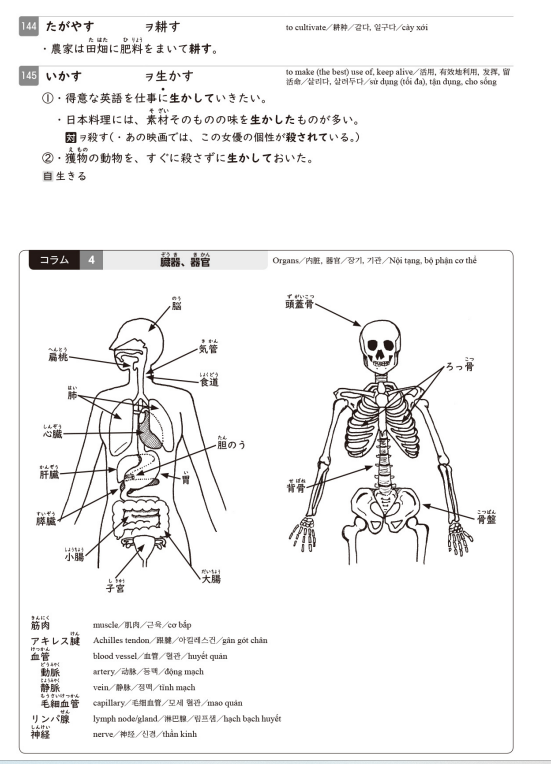 144 たがやす ヲ耕す to cultivate／耕种／갈다, 일구다／cày xới
・農家は田畑に肥料をまいて耕す。
145 いかす ヲ生かす to make (the best) use of, keep alive／活用, 有效地利用, 发挥, 留
活命／살리다, 살려두다／sử dụng (tối đa), tận dụng, cho sống
①・得意な英語を仕事に生かしていきたい。
・日本料理には、素材そのものの味を生かしたものが多い。
対 ヲ殺す(・あの映画では、この女優の個性が殺されている。)
②・獲物の動物を、すぐに殺さずに生かしておいた。
自 生きる
コラム 4 臓器、器官 Organs／内脏, 器官／장기, 기관／Nội tạng, bộ phận cơ thể
脳
扁桃
気管
食道
肺
心臓
胆のう
肝臓
胃
膵臓
小腸
大腸
子宮
頭蓋骨
ろっ骨
背骨
骨盤
筋肉 muscle／肌肉／근육／cơ bắp
アキレス腱 Achilles tendon／跟腱／아킬레스건／gân gót chân
血管 blood vessel／血管／혈관／huyết quản
動脈 artery／动脉／동맥／động mạch
静脈 vein／静脉／정맥／tĩnh mạch
毛細血管 capillary／毛细血管／모세 혈관／mao quản
リンパ腺 lymph node/gland／淋巴腺／림프샘／hạch bạch huyết
神経 nerve／神经／신경／thần kinh